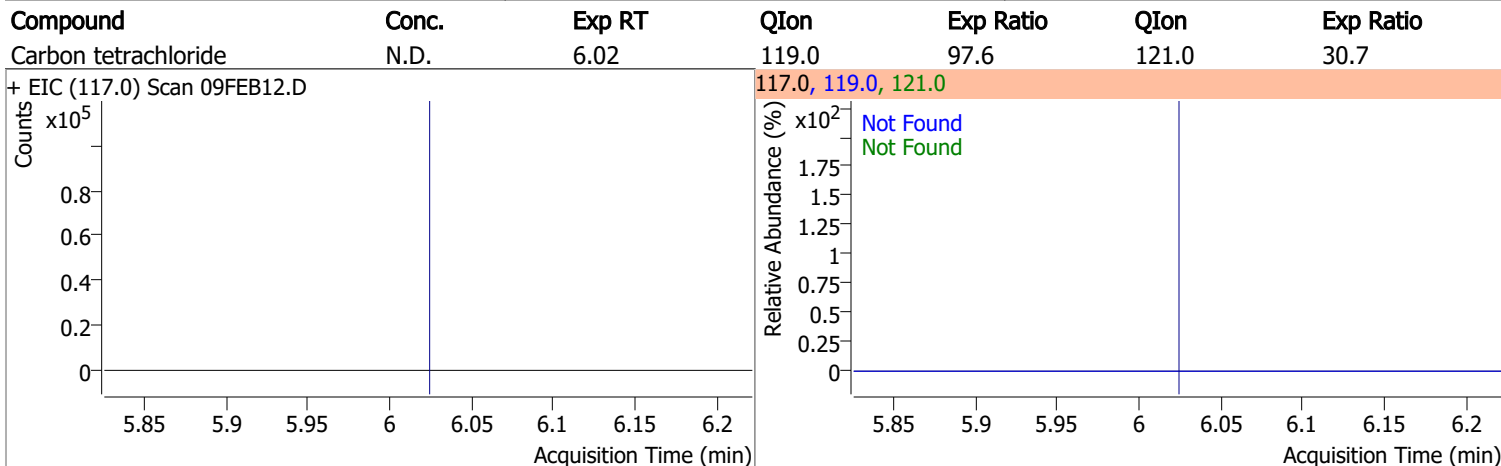 Compound Conc. Exp RT QIon Exp Ratio QIon Exp Ratio
Carbon tetrachloride N.D. 6.02 119.0 97.6 121.0 30.7
+ EIC (117.0) Scan 09FEB12.D
Counts
x10⁵
0.8
0.6
0.4
0.2
0
5.85 5.9 5.95 6 6.05 6.1 6.15 6.2
Acquisition Time (min)
117.0, 119.0, 121.0
Relative Abundance (%)
x10²
Not Found
Not Found
1.75
1.5
1.25
1
0.75
0.5
0.25
0
5.85 5.9 5.95 6 6.05 6.1 6.15 6.2
Acquisition Time (min)